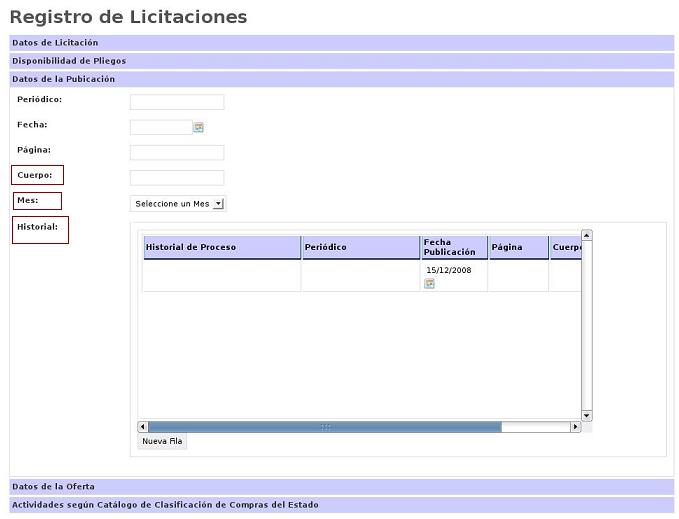 Registro de Licitaciones
Datos de Licitación
Disponibilidad de Pliegos
Datos de la Pubicación
Periódico:
Fecha:
Página:
Cuerpo:
Mes: Seleccione un Mes
Historial:
Historial de Proceso Periódico Fecha Publicación Página Cuerpo
15/12/2008
Nueva Fila
Datos de la Oferta
Actividades según Catálogo de Clasificación de Compras del Estado